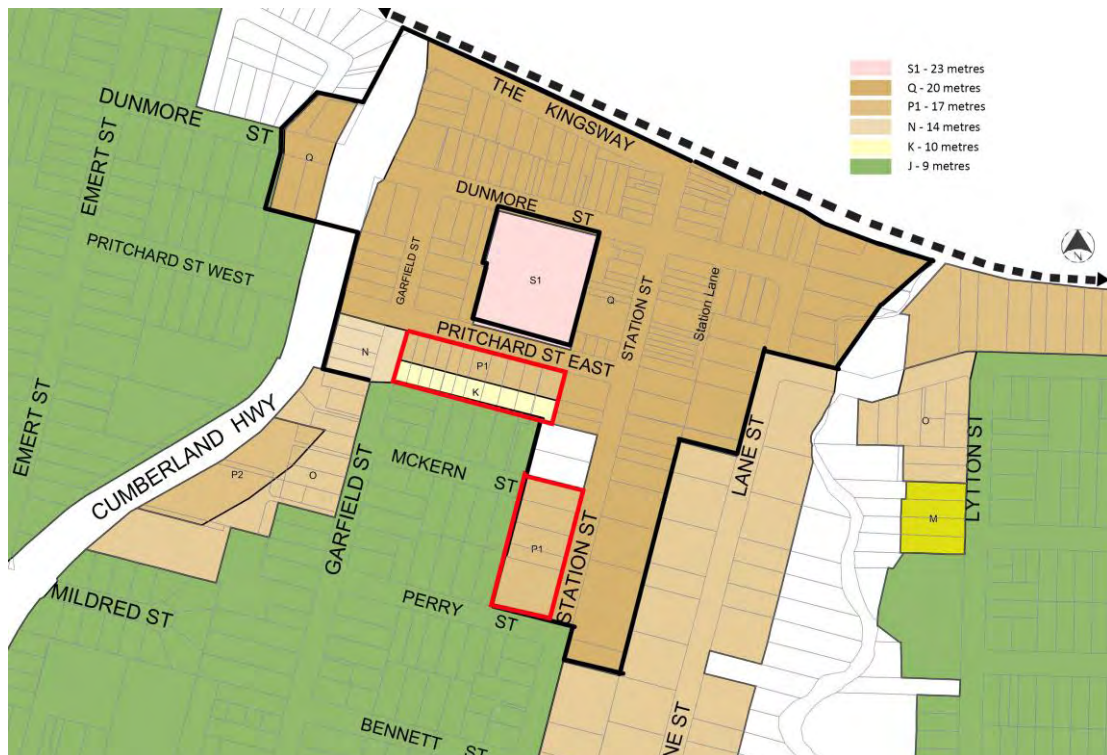 S1 - 23 metres
Q - 20 metres
P1 - 17 metres
N - 14 metres
K - 10 metres
J - 9 metres
N
THE KINGSWAY
DUNMORE ST
EMERT ST
Q
DUNMORE ST
PRITCHARD ST WEST
GARFIELD ST
S1
Q
STATION ST
Station Lane
PRITCHARD ST EAST
N
P1
K
EMERT ST
CUMBERLAND HWY
MCKERN ST
LANE ST
O
LYTTON ST
P2
O
GARFIELD ST
M
P1
STATION ST
MILDRED ST
PERRY ST
BENNETT ST
NE ST